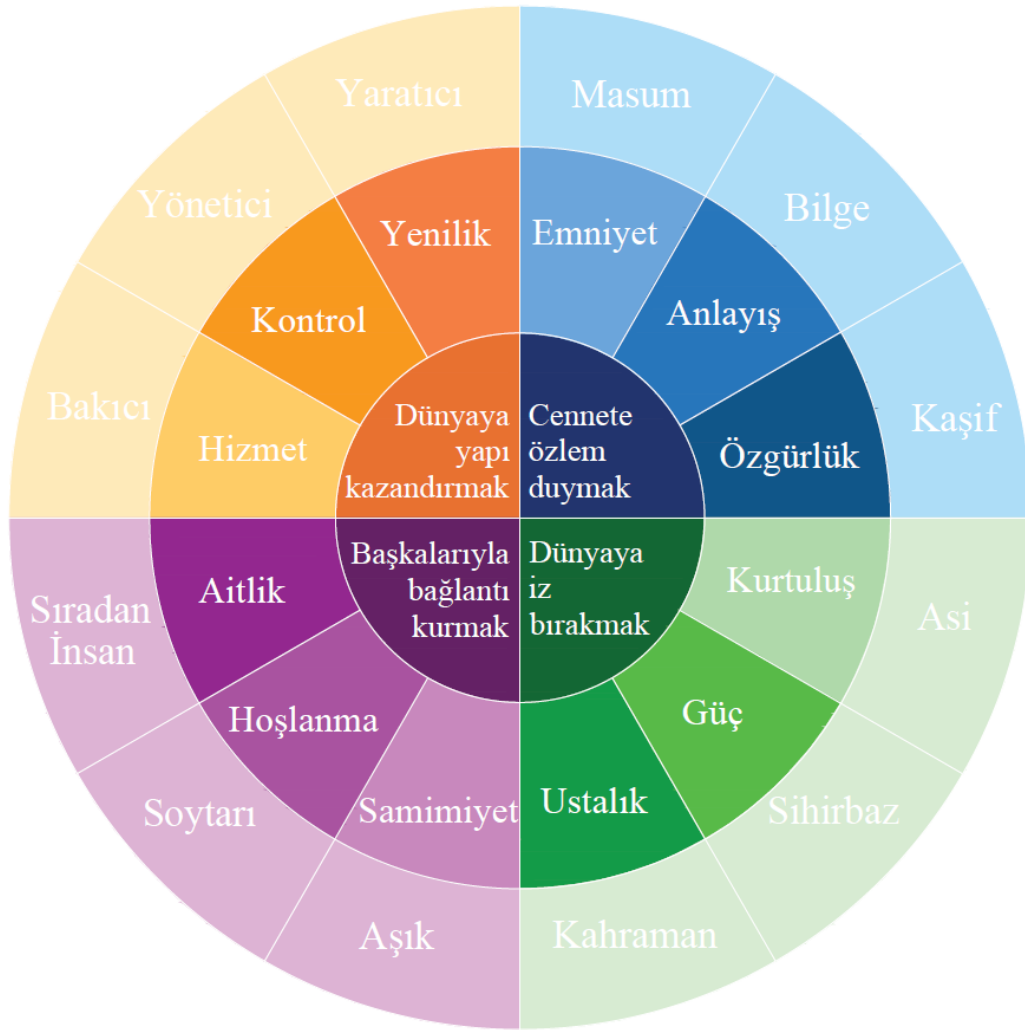 Yaratıcı
Masum
Yönetici
Bilge
Bakıcı
Kaşif
Yenilik
Emniyet
Kontrol
Anlayış
Hizmet
Özgürlük
Dünyaya
yapı
kazandırmak
Cennete
özlem
duymak
Başkalarıyla
bağlantı
kurmak
Dünyaya
iz
bırakmak
Aitlik
Kurtuluş
Hoşlanma
Güç
Samimiyet
Ustalık
Sıradan
İnsan
Asi
Soytarı
Sihirbaz
Aşık
Kahraman